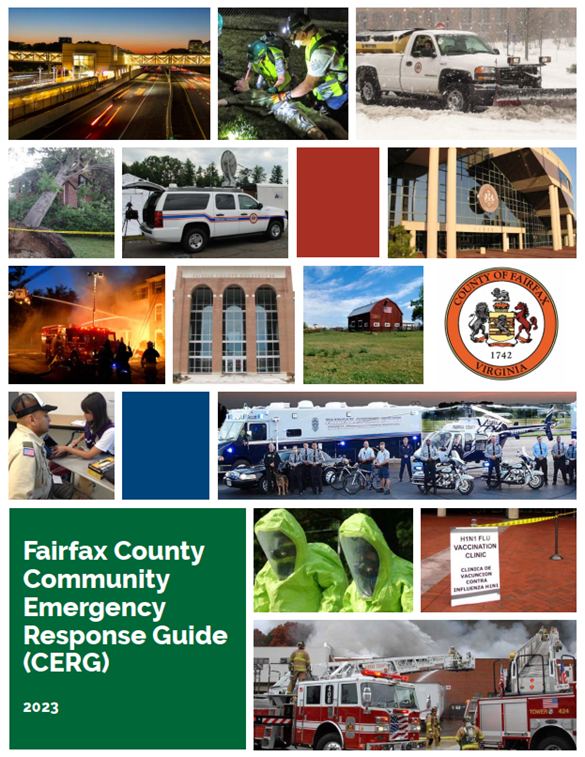 COUNTY OF FAIRFAX
1742
VIRGINIA
Fairfax County
Community
Emergency
Response Guide
(CERG)
2023
H1N1 FLU
VACCINATION
CLINIC
CLINICA DE
VACUNCION
CONTRA
INFLUENZA H1N1
TOWER 424